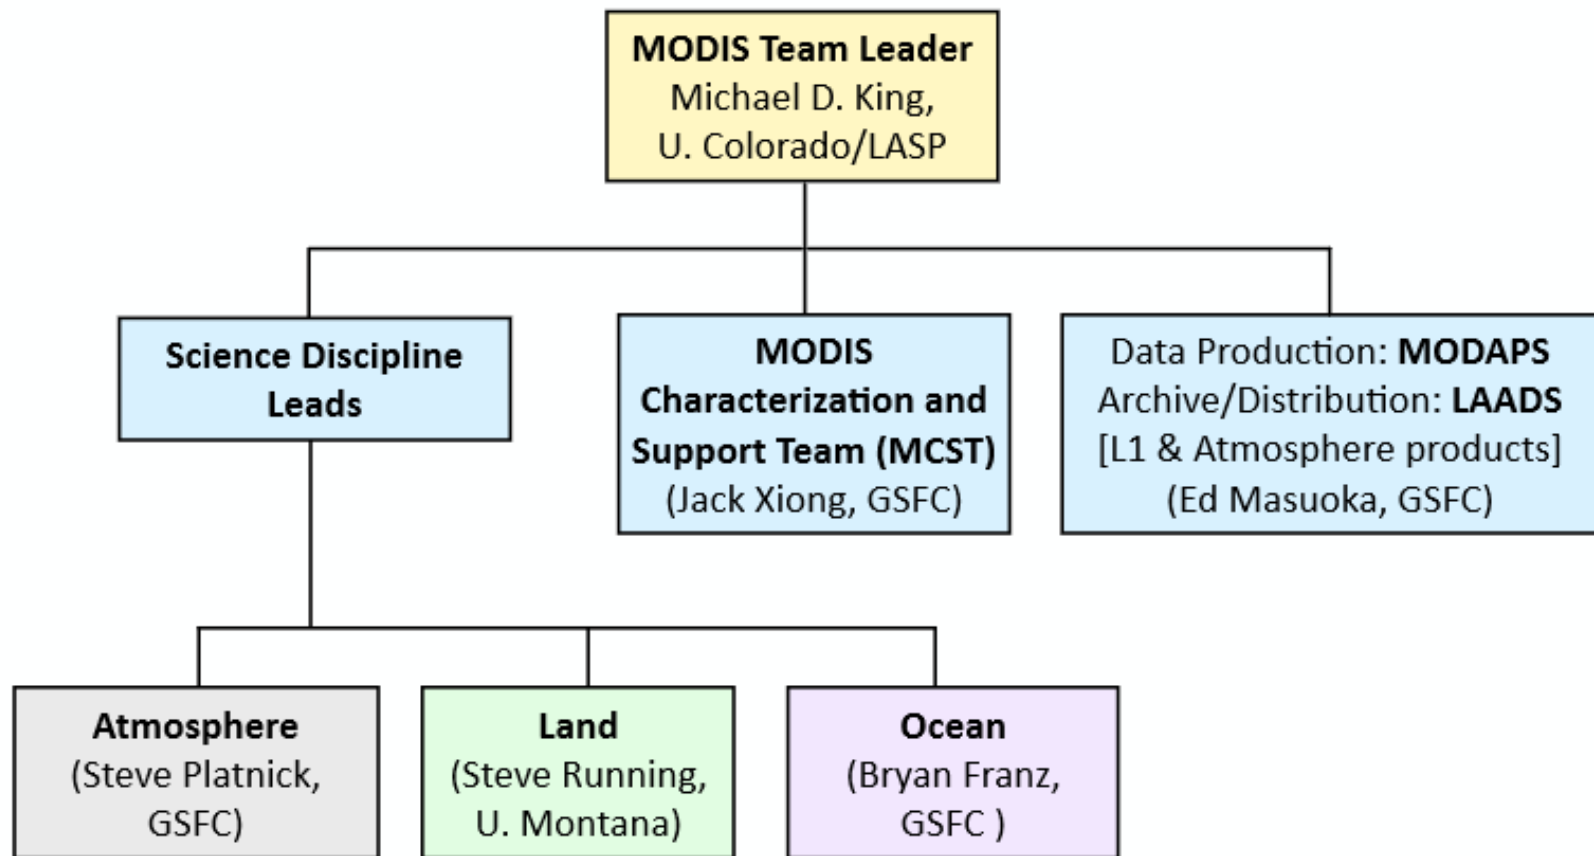 MODIS Team Leader
Michael D. King,
U. Colorado/LASP
Science Discipline
Leads
MODIS
Characterization and
Support Team (MCST)
(Jack Xiong, GSFC)
Data Production: MODAPS
Archive/Distribution: LAADS
[L1 & Atmosphere products]
(Ed Masuoka, GSFC)
Atmosphere
(Steve Platnick,
GSFC)
Land
(Steve Running,
U. Montana)
Ocean
(Bryan Franz,
GSFC )